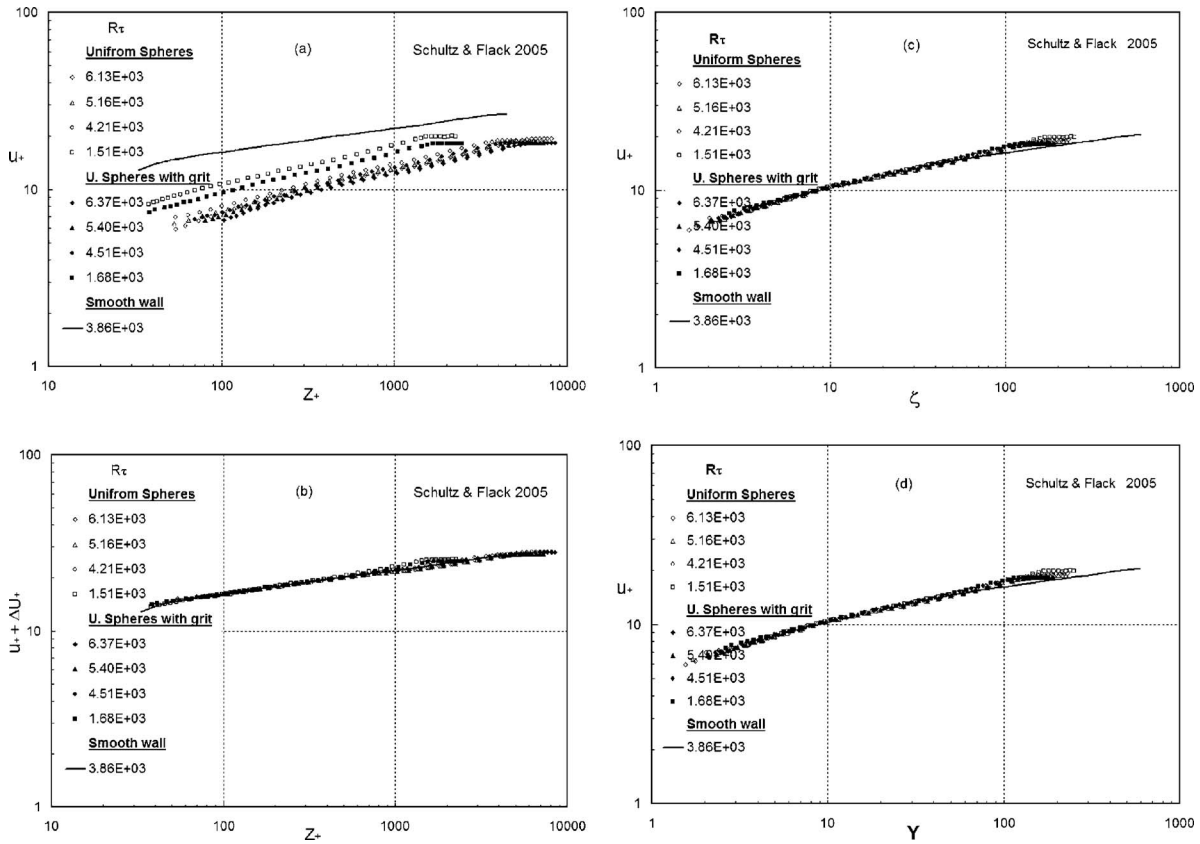 100
Rτ
(a)
Schultz & Flack 2005
Unifrom Spheres
6.13E+03
5.16E+03
4.21E+03
1.51E+03
u+
U. Spheres with grit
10
6.37E+03
5.40E+03
4.51E+03
1.68E+03
Smooth wall
3.86E+03
1
10
100
1000
10000
Z+
100
Rτ
(c)
Schultz & Flack 2005
Uniform Spheres
6.13E+03
5.16E+03
4.21E+03
1.51E+03
u+
U. Spheres with grit
10
6.37E+03
5.40E+03
4.51E+03
1.68E+03
Smooth wall
3.86E+03
1
1
10
100
1000
ζ
100
Rτ
(b)
Schultz & Flack 2005
Unifrom Spheres
6.13E+03
5.16E+03
4.21E+03
1.51E+03
u+ + ΔU+
U. Spheres with grit
10
6.37E+03
5.40E+03
4.51E+03
1.68E+03
Smooth wall
3.86E+03
1
10
100
1000
10000
Z+
100
Rτ
(d)
Schultz & Flack 2005
Uniform Spheres
6.13E+03
5.16E+03
4.21E+03
1.51E+03
u+
U. Spheres with grit
10
6.37E+03
5.40E+03
4.51E+03
1.68E+03
Smooth wall
3.86E+03
1
1
10
100
1000
Y